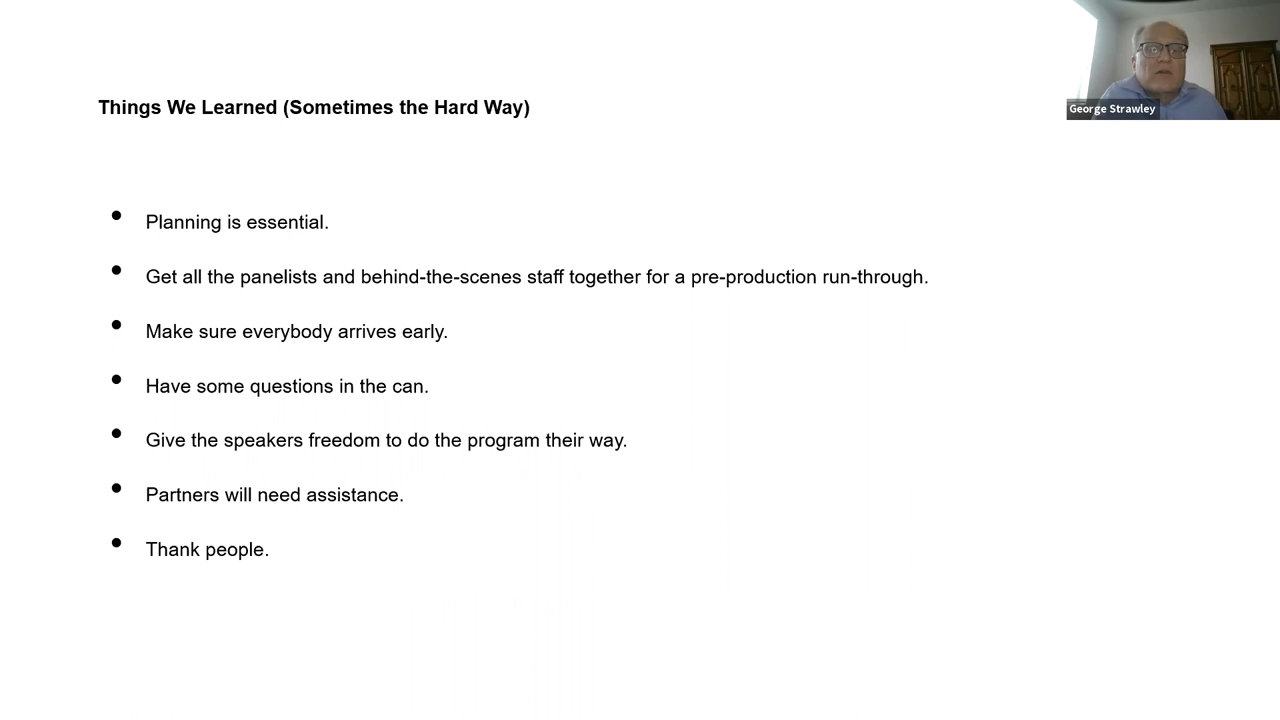 Things We Learned (Sometimes the Hard Way)
George Strawley
• Planning is essential.
• Get all the panelists and behind-the-scenes staff together for a pre-production run-through.
• Make sure everybody arrives early.
• Have some questions in the can.
• Give the speakers freedom to do the program their way.
• Partners will need assistance.
• Thank people.